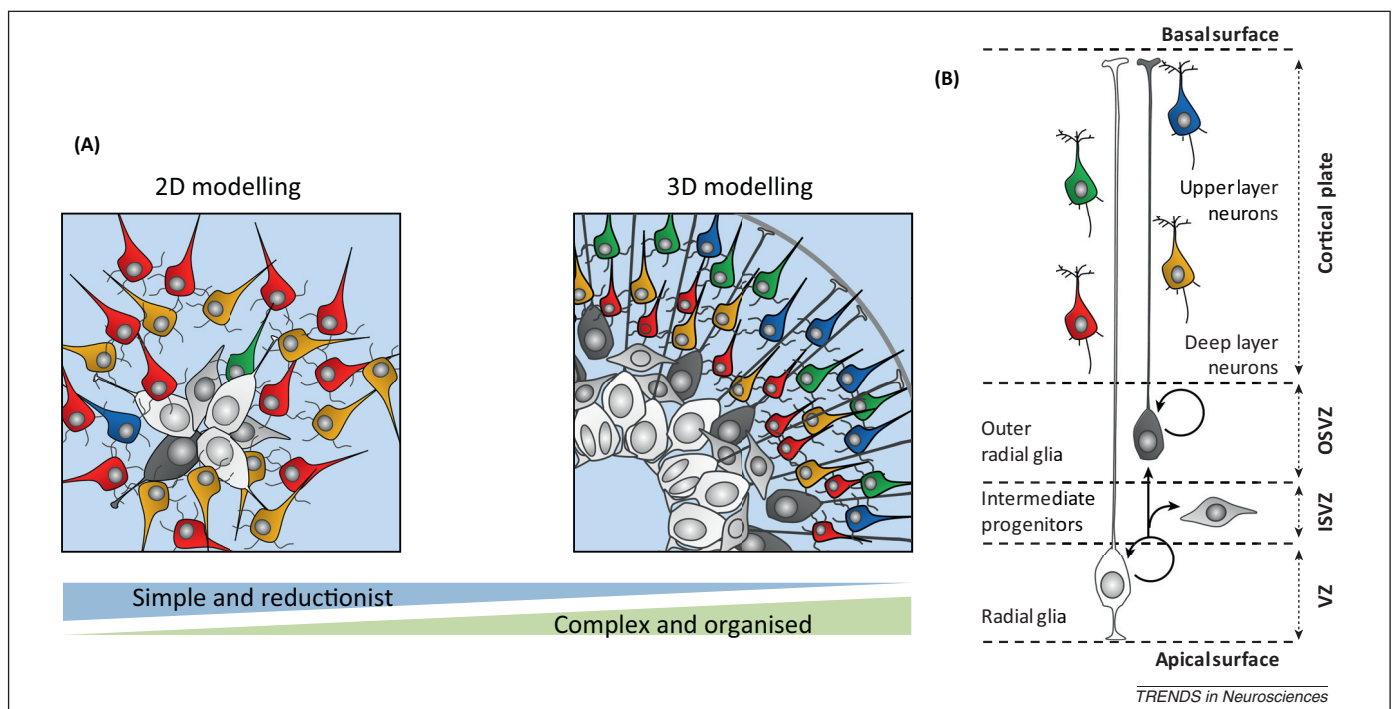 (A)
2D modelling
3D modelling
Simple and reductionist
Complex and organised
(B)
Basal surface
Upper layer
neurons
Deep layer
neurons
Cortical plate
Outer
radial glia
OSVZ
Intermediate
progenitors
ISVZ
Radial glia
VZ
Apical surface
TRENDS in Neurosciences